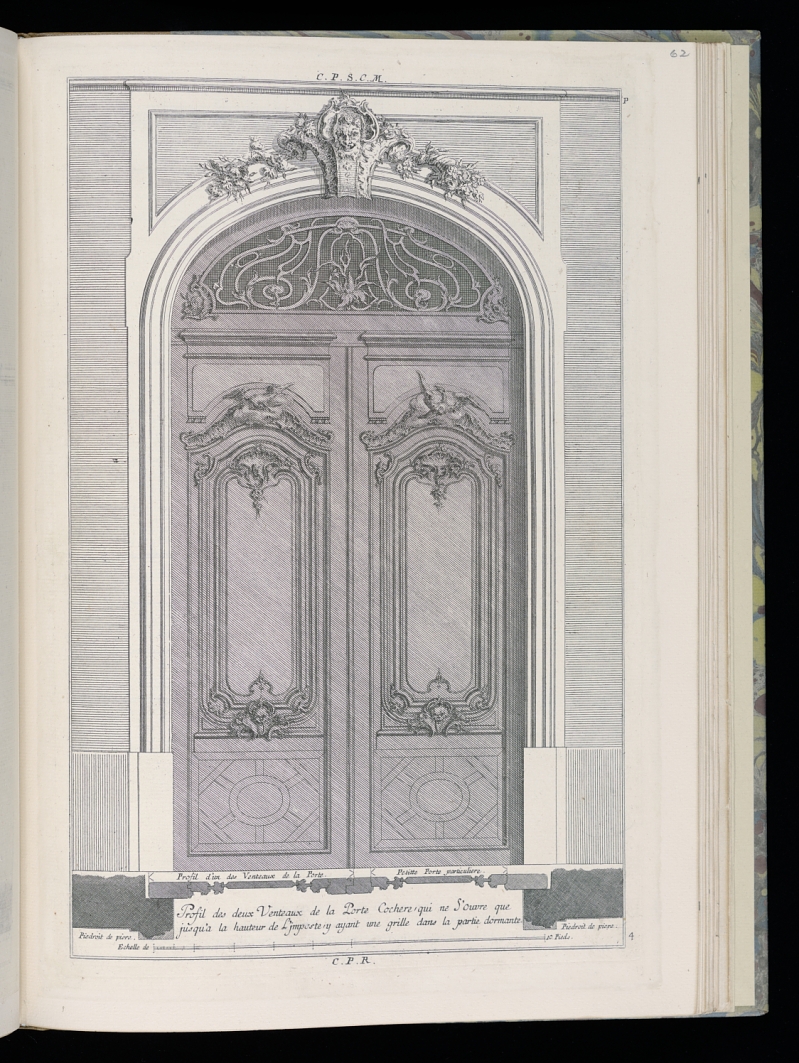 62
C. P. S. C. M.
P
Profil d'un des Venteaux de la Porte.
Petitte Porte particuliere
Profil des deux Venteaux de la Porte Cochere, qui ne S'ouvre que
jusqu'a la hauteur de L'imposte, y ayant une grille dans la partie dormante.
Piedroit de piere.
Piedroit de piere.
Echelle de
12 Pieds.
4
C. P. R.